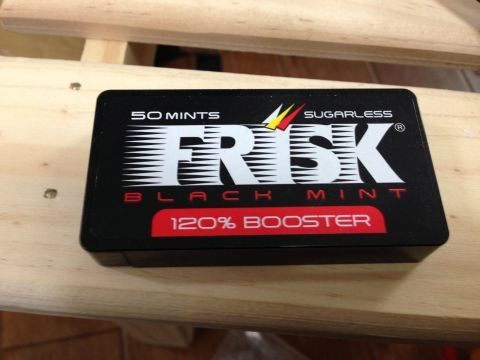 50 MINTS SUGARLESS
FRISK®
BLACK MINT
120% BOOSTER